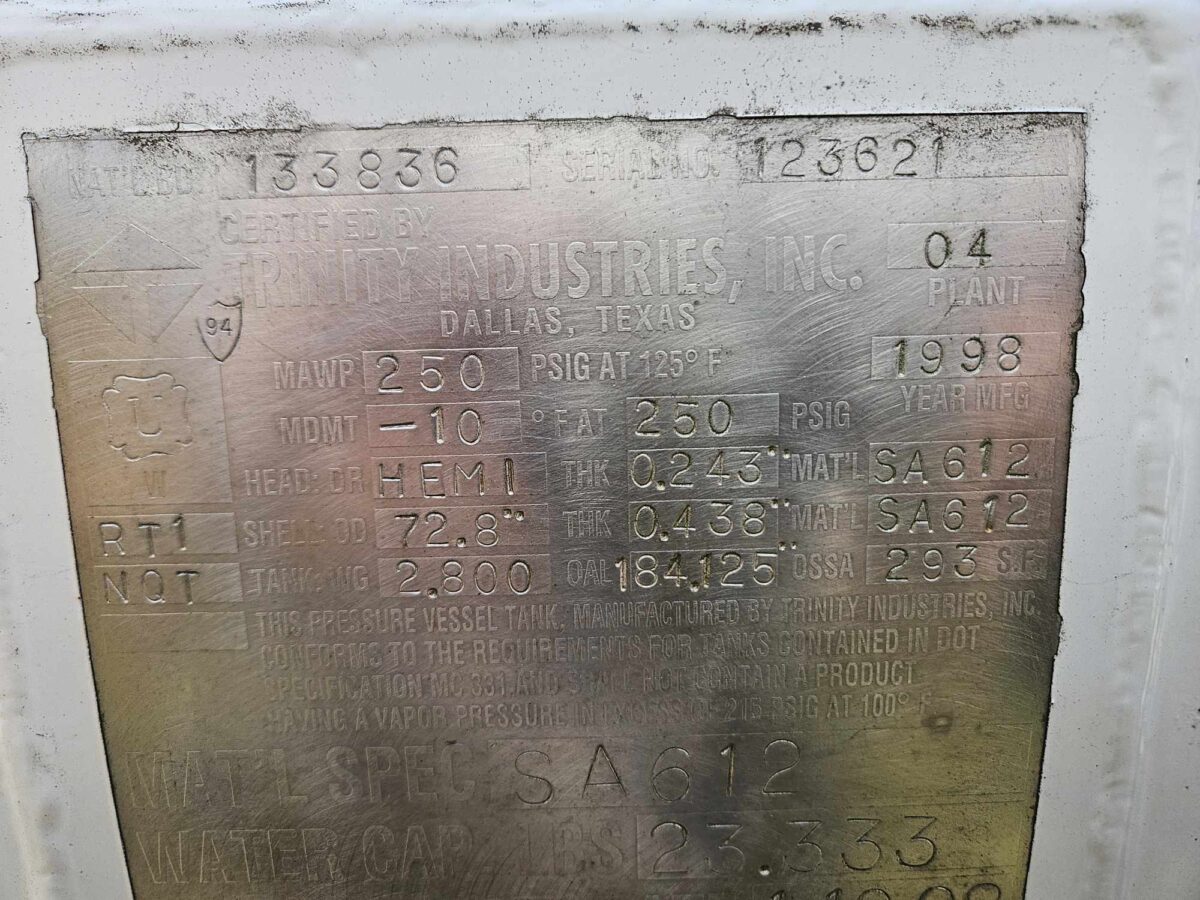 NAT'L BD. 133836 SERIAL NO. 123621
CERTIFIED BY
TRINITY INDUSTRIES, INC. 04
DALLAS, TEXAS PLANT
94
MAWP 250 PSIG AT 125° F 1998
YEAR MFG
MDMT -10 °F AT 250 PSIG
U
W
HEAD: DR HEMI THK 0.243" MAT'L SA612
RT1 SHELL: OD 72.8" THK 0.438" MAT'L SA612
NQT TANK: WG 2.800 OAL 184.125" OSSA 293 S.F.
THIS PRESSURE VESSEL TANK, MANUFACTURED BY TRINITY INDUSTRIES, INC.
CONFORMS TO THE REQUIREMENTS FOR TANKS CONTAINED IN DOT
SPECIFICATION MC 331 AND SHALL NOT CONTAIN A PRODUCT
HAVING A VAPOR PRESSURE IN EXCESS OF 215 PSIG AT 100° F
MAT'L SPEC SA612
WATER CAP LBS 23.333